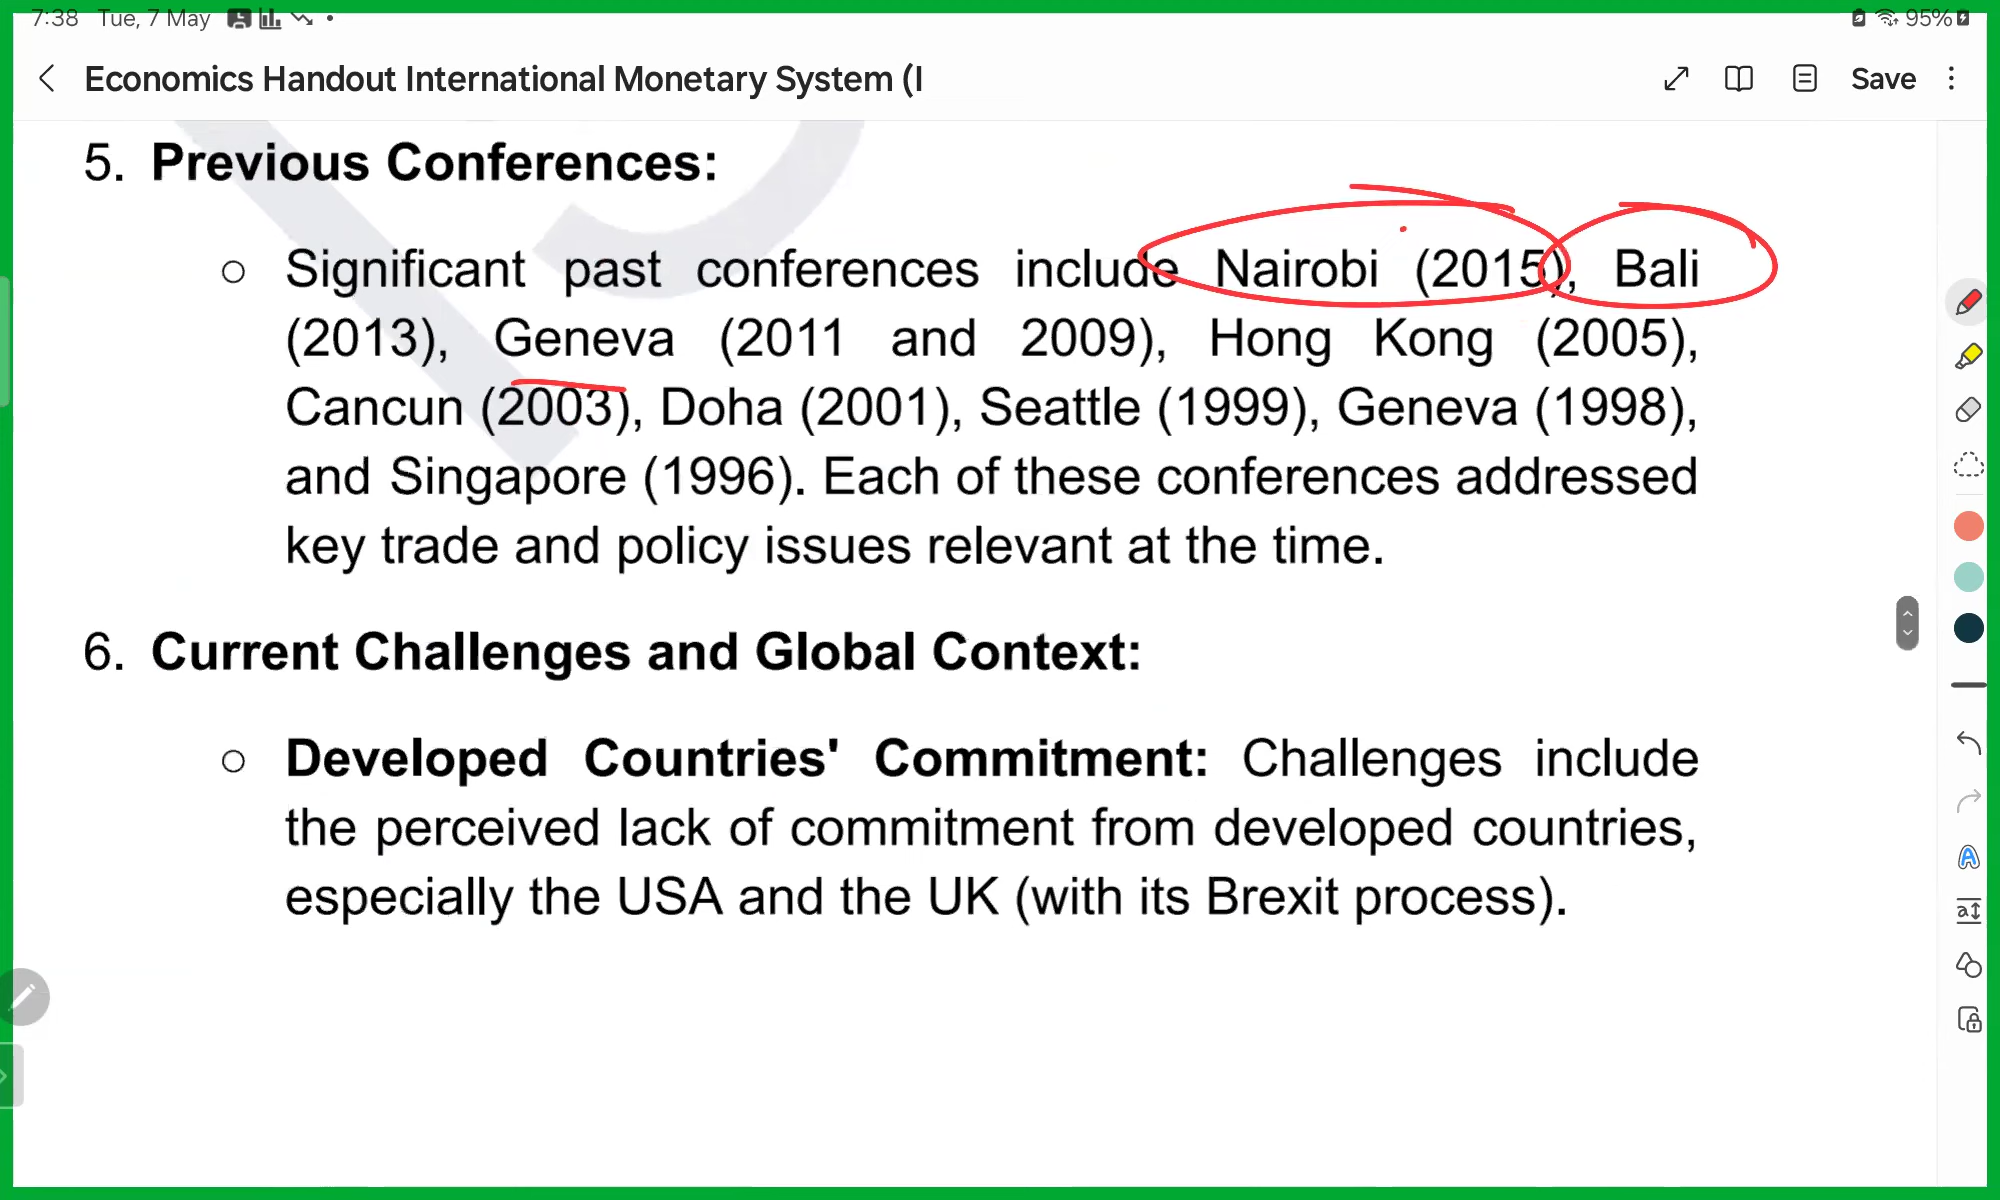 7:38 Tue, 7 May
95%
Economics Handout International Monetary System (I
Save
5. Previous Conferences:
Significant past conferences include Nairobi (2015), Bali
(2013), Geneva (2011 and 2009), Hong Kong (2005),
Cancun (2003), Doha (2001), Seattle (1999), Geneva (1998),
and Singapore (1996). Each of these conferences addressed
key trade and policy issues relevant at the time.
6. Current Challenges and Global Context:
Developed Countries' Commitment: Challenges include
the perceived lack of commitment from developed countries,
especially the USA and the UK (with its Brexit process).